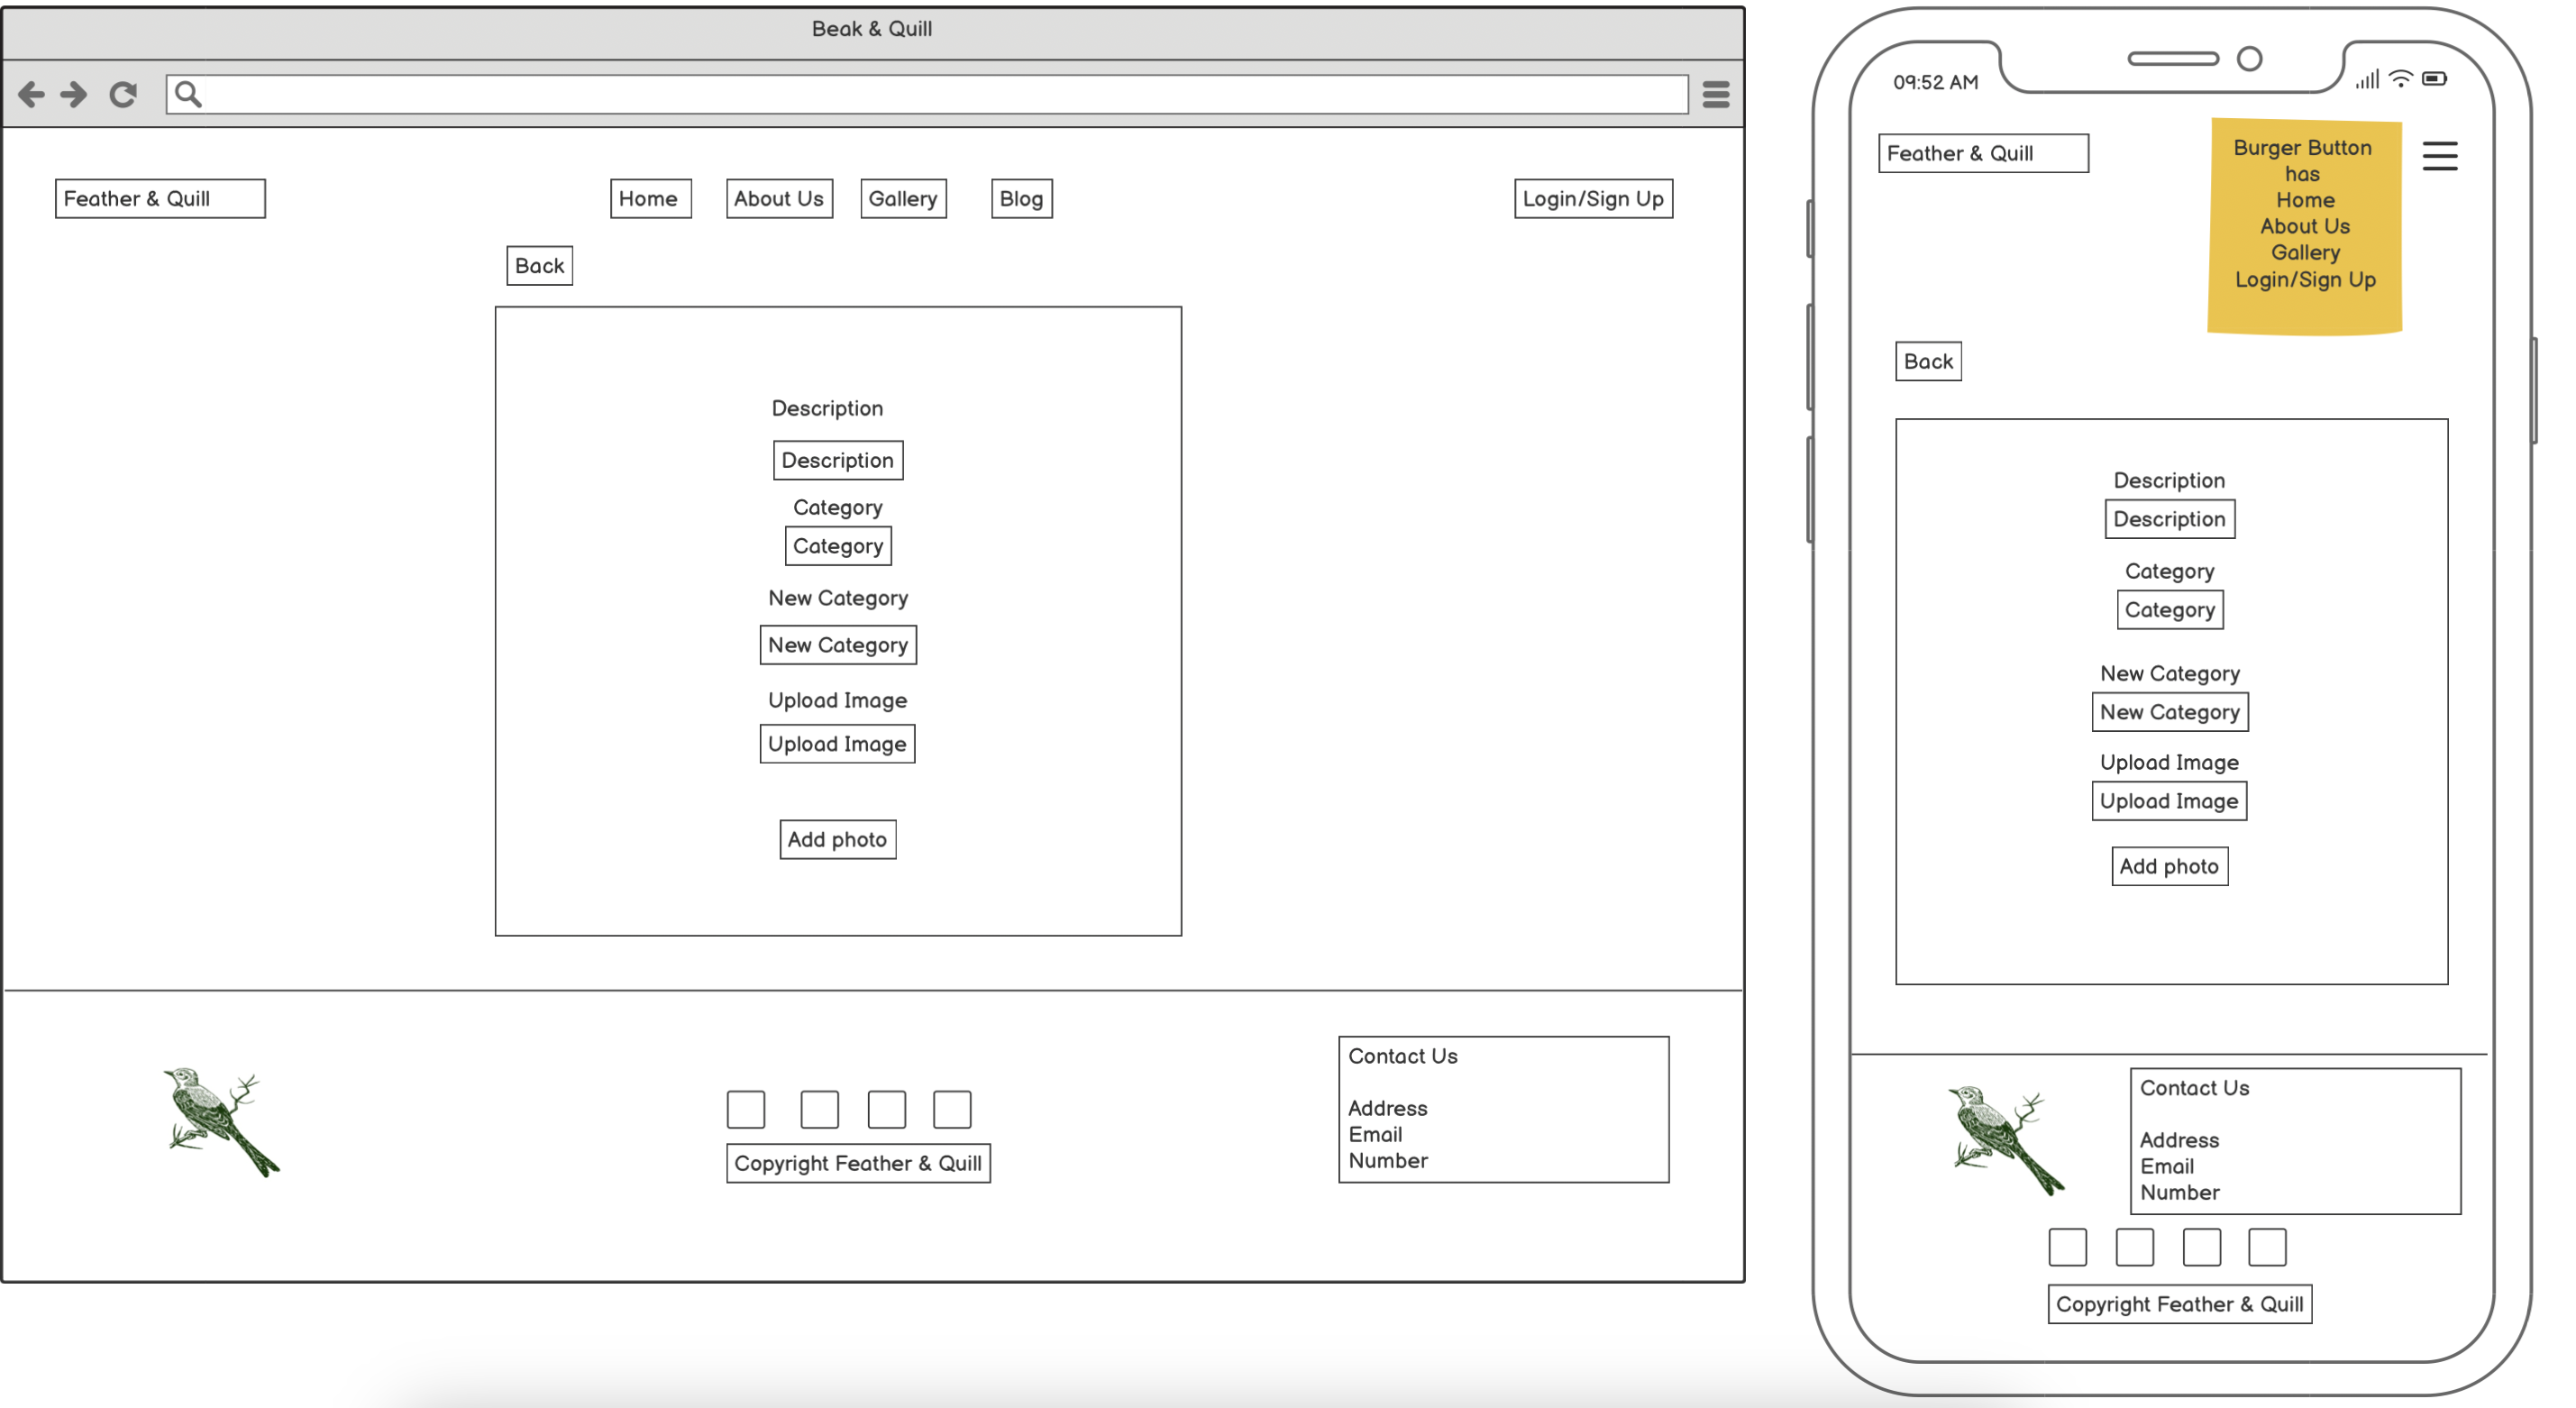 Beak & Quill
Feather & Quill
Home
About Us
Gallery
Blog
Login/Sign Up
Back
Description
Description
Category
Category
New Category
New Category
Upload Image
Upload Image
Add photo
Copyright Feather & Quill
Contact Us
Address
Email
Number
09:52 AM
Feather & Quill
Burger Button
has
Home
About Us
Gallery
Login/Sign Up
Back
Description
Description
Category
Category
New Category
New Category
Upload Image
Upload Image
Add photo
Contact Us
Address
Email
Number
Copyright Feather & Quill